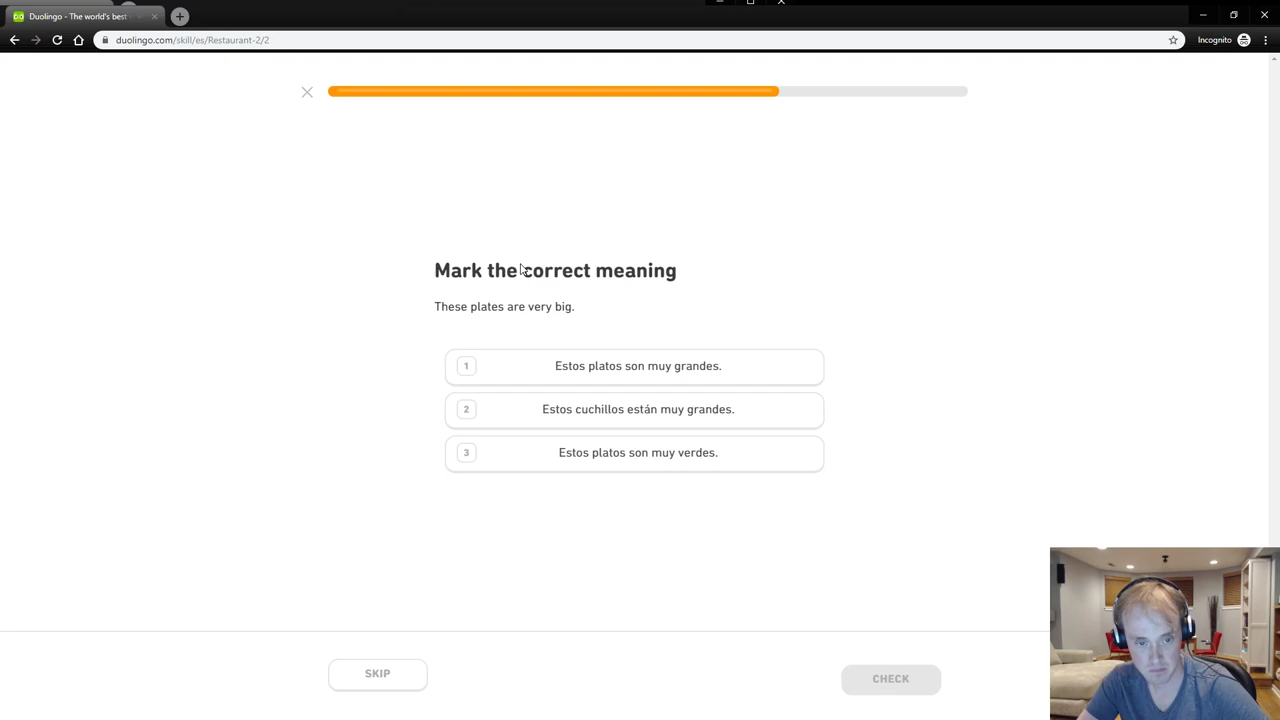 Duolingo - The world's best
duolingo.com/skill/es/Restaurant-2/2
Incognito
Mark the correct meaning
These plates are very big.
1 Estos platos son muy grandes.
2 Estos cuchillos están muy grandes.
3 Estos platos son muy verdes.
SKIP
CHECK